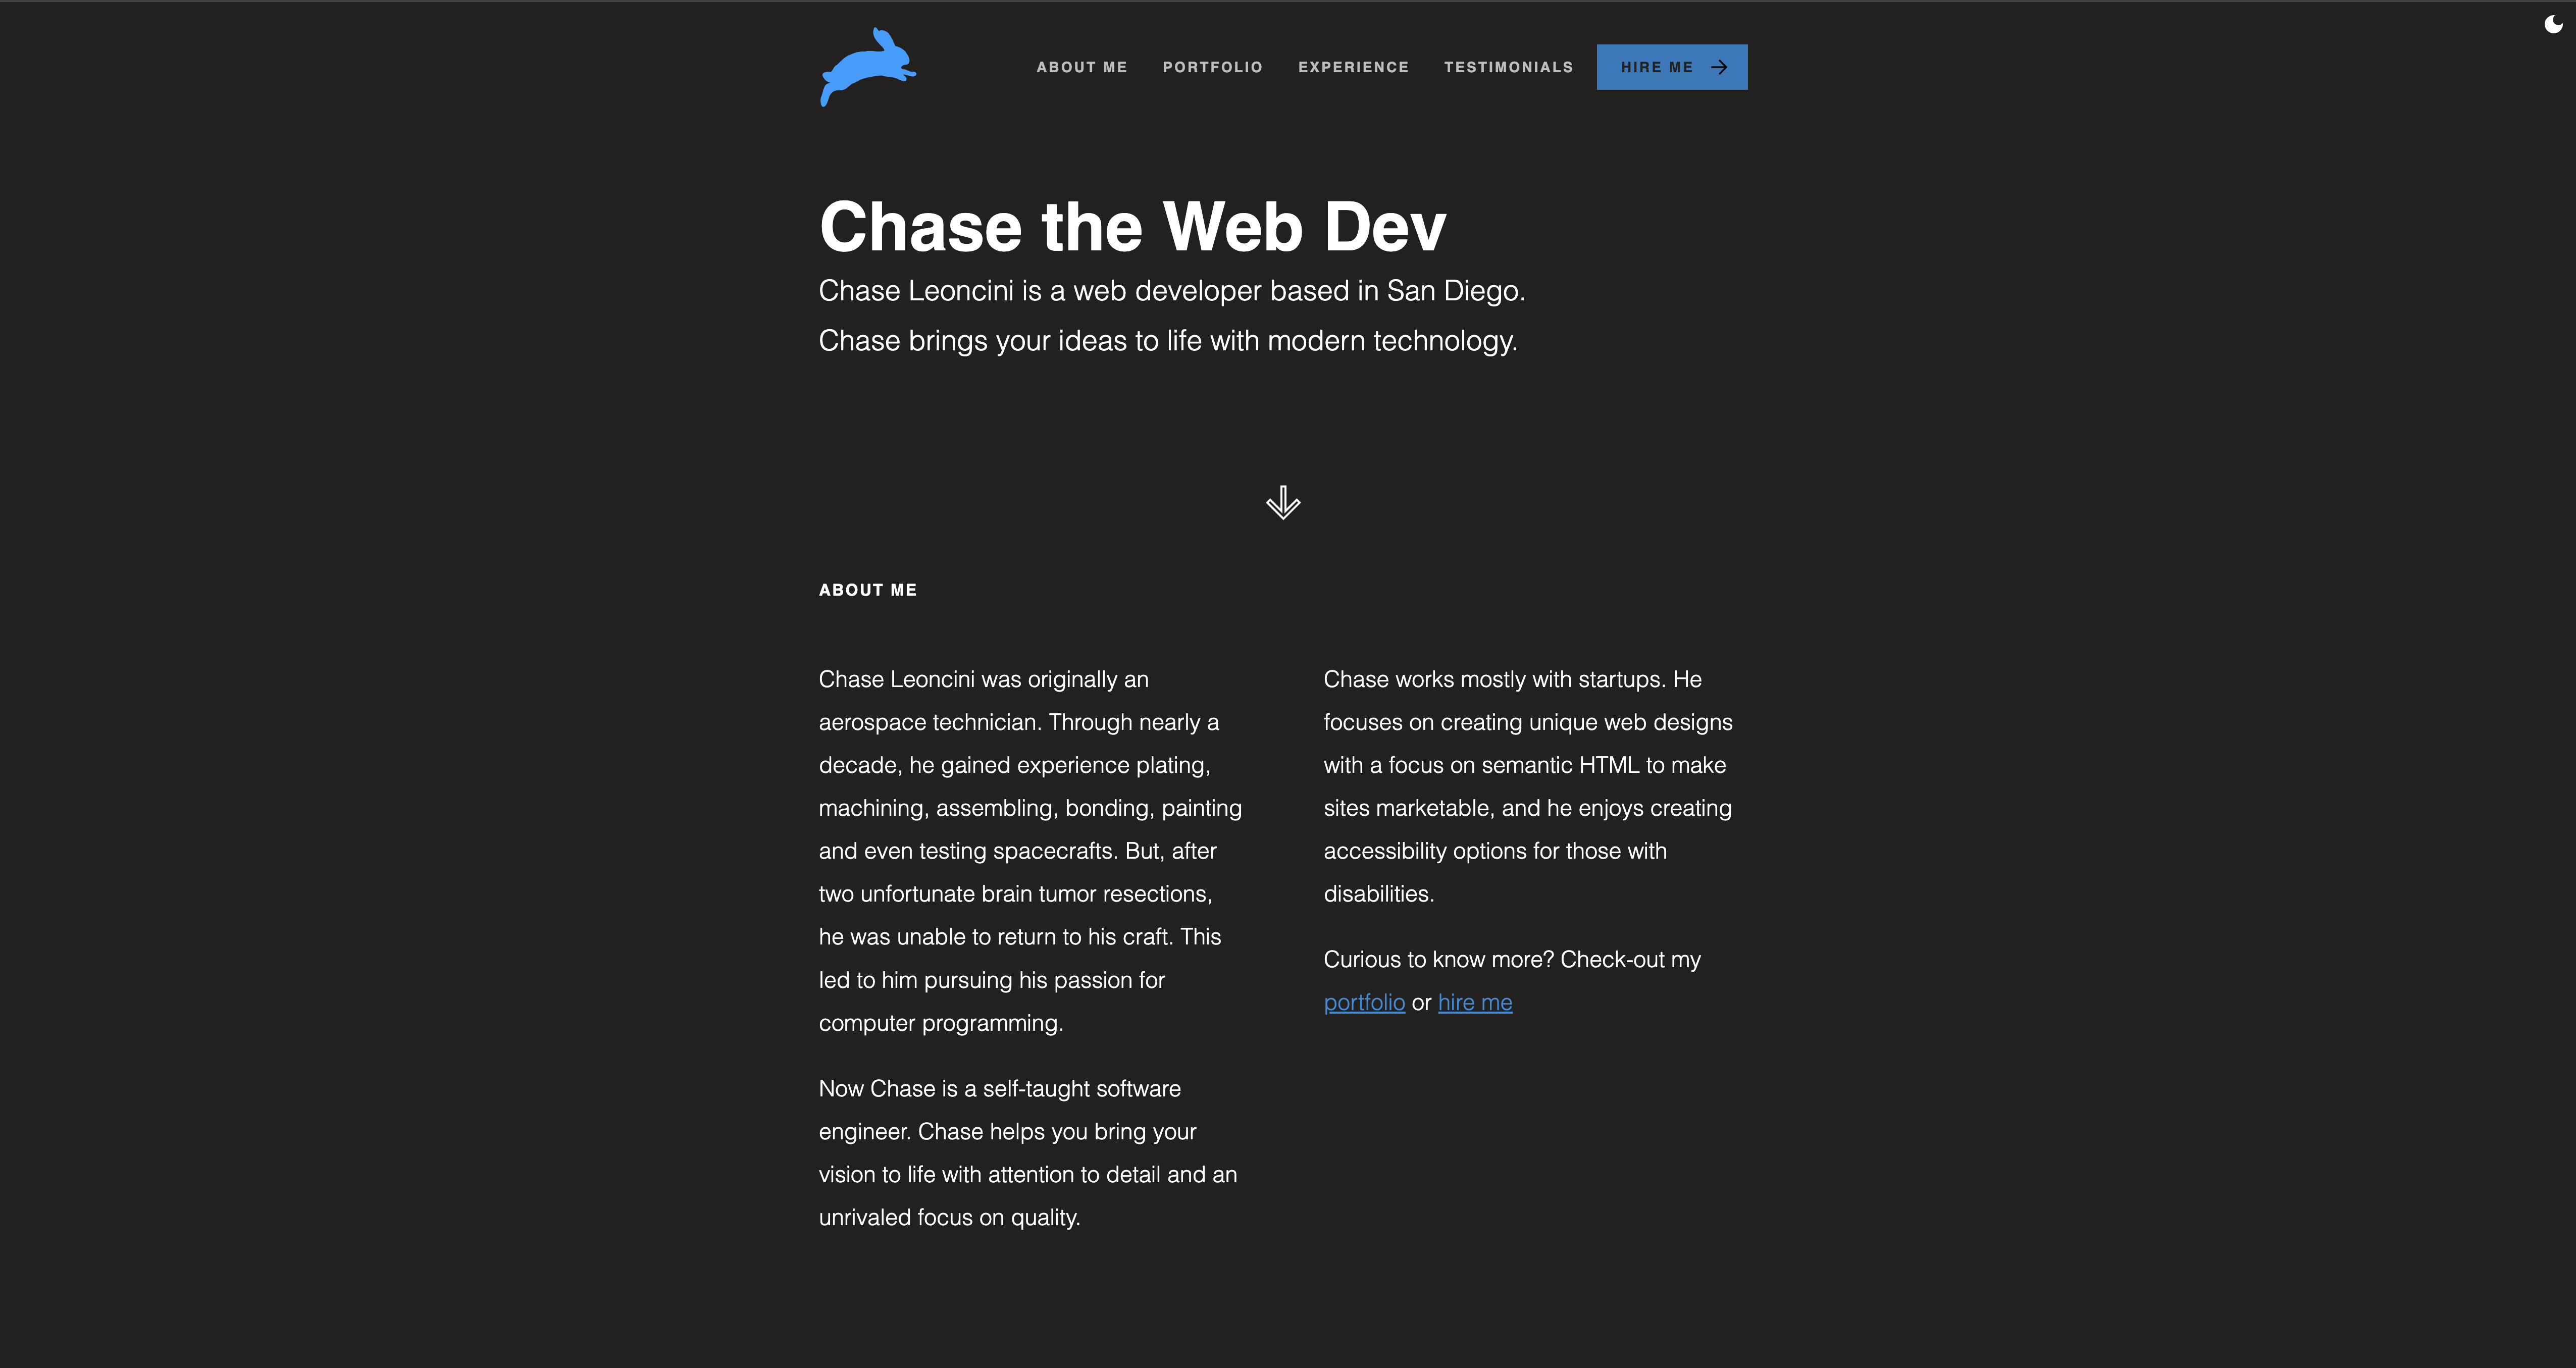 ABOUT ME
PORTFOLIO
EXPERIENCE
TESTIMONIALS
HIRE ME
Chase the Web Dev
Chase Leoncini is a web developer based in San Diego.
Chase brings your ideas to life with modern technology.
ABOUT ME
Chase Leoncini was originally an
aerospace technician. Through nearly a
decade, he gained experience plating,
machining, assembling, bonding, painting
and even testing spacecrafts. But, after
two unfortunate brain tumor resections,
he was unable to return to his craft. This
led to him pursuing his passion for
computer programming.
Now Chase is a self-taught software
engineer. Chase helps you bring your
vision to life with attention to detail and an
unrivaled focus on quality.
Chase works mostly with startups. He
focuses on creating unique web designs
with a focus on semantic HTML to make
sites marketable, and he enjoys creating
accessibility options for those with
disabilities.
Curious to know more? Check-out my
portfolio or hire me